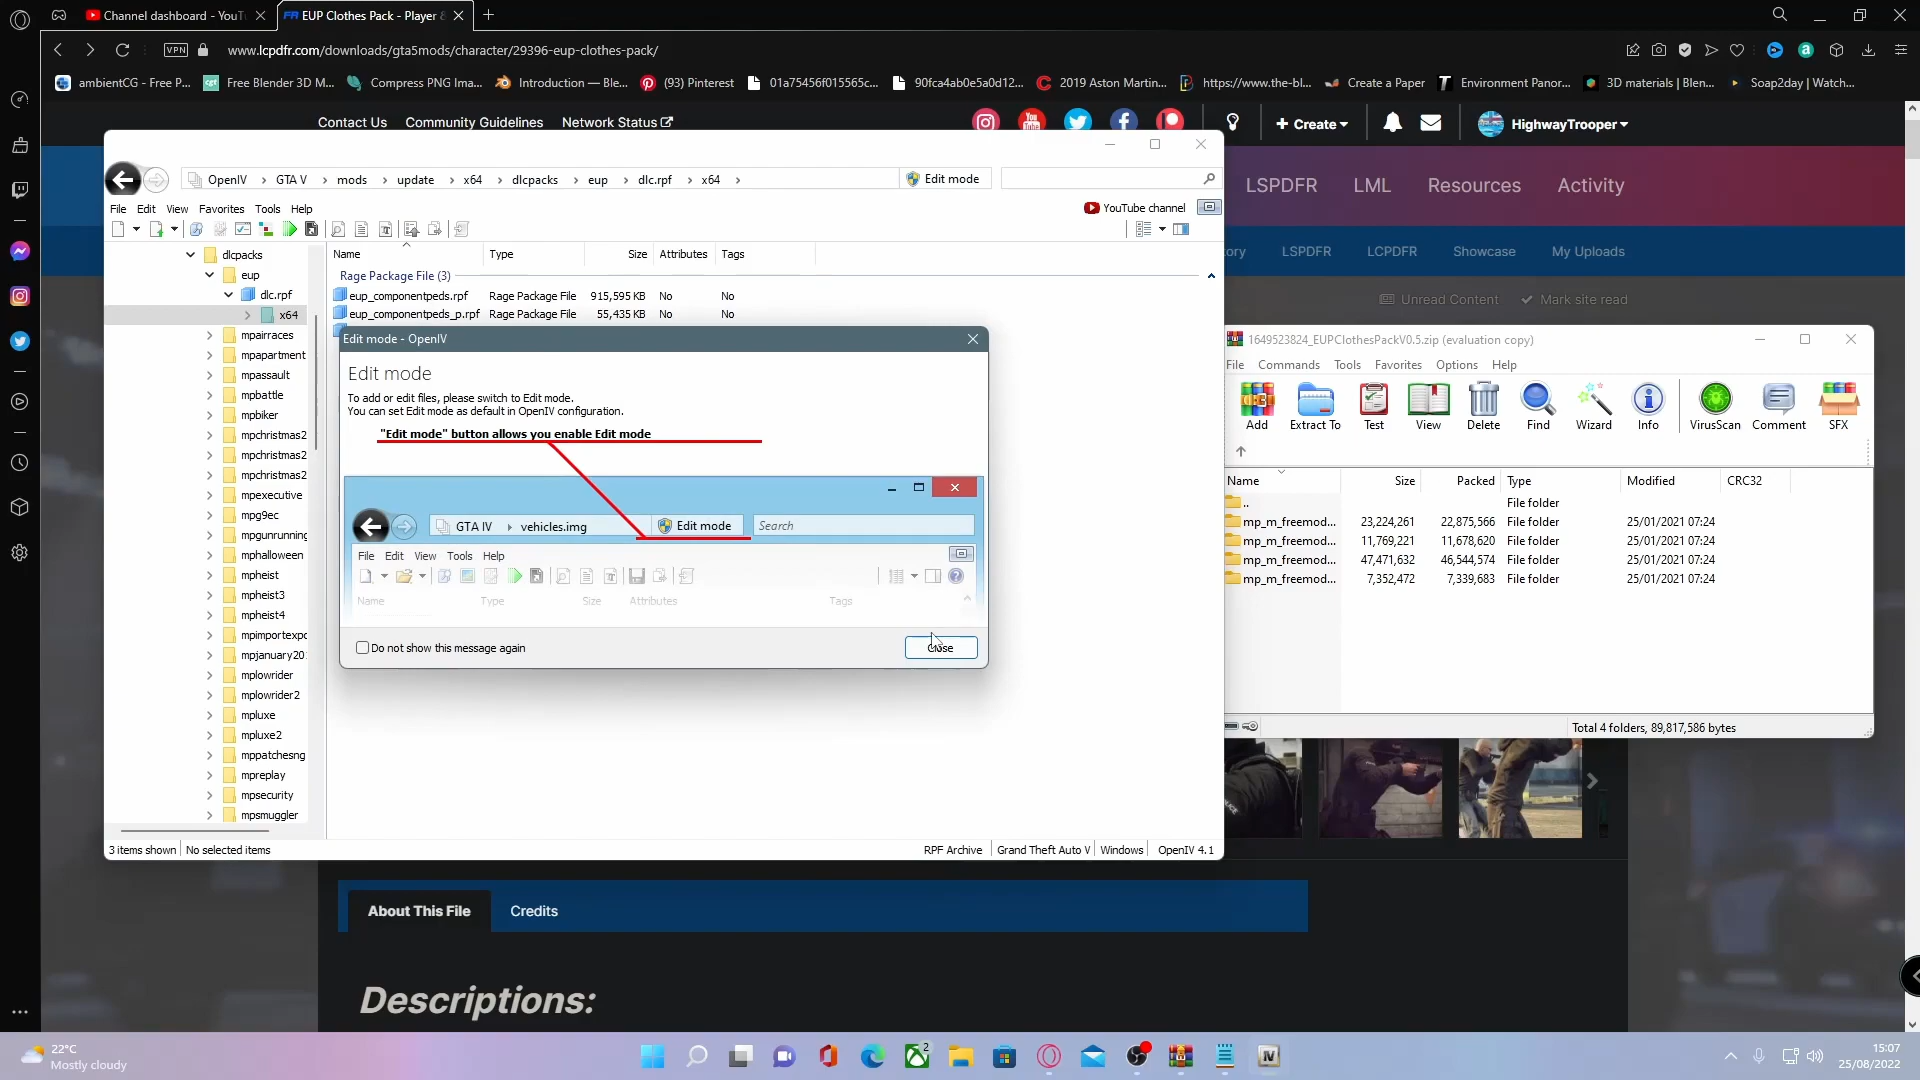 Channel dashboard - YouT
EUP Clothes Pack - Player &
VPN
www.lcpdfr.com/downloads/gta5mods/character/29396-eup-clothes-pack/
ambientCG - Free P...
Free Blender 3D M...
Compress PNG Ima...
Introduction — Ble...
(93) Pinterest
01a75456f015565c...
90fca4ab0e5a0d12...
2019 Aston Martin...
https://www.the-bl...
Create a Paper
Environment Panor...
3D materials | Blen...
Soap2day | Watch...
Contact Us
Community Guidelines
Network Status
Create
HighwayTrooper
LSPDFR
LML
Resources
Activity
ory
LSPDFR
LCPDFR
Showcase
My Uploads
Unread Content
Mark site read
OpenIV
GTA V
mods
update
x64
dlcpacks
eup
dlc.rpf
x64
Edit mode
File
Edit
View
Favorites
Tools
Help
YouTube channel
Name
Type
Size
Attributes
Tags
Rage Package File (3)
eup_componentpeds.rpf
Rage Package File
915,595 KB
No
No
eup_componentpeds_p.rpf
Rage Package File
55,435 KB
No
No
dlcpacks
eup
dlc.rpf
x64
mpairraces
mpapartment
mpassault
mpbattle
mpbiker
mpchristmas2
mpchristmas2
mpchristmas2
mpexecutive
mpg9ec
mpgunrunning
mphalloween
mpheist
mpheist3
mpheist4
mpimportexpo
mpjanuary20
mplowrider
mplowrider2
mpluxe
mpluxe2
mppatchesng
mpreplay
mpsecurity
mpsmuggler
Edit mode - OpenIV
Edit mode
To add or edit files, please switch to Edit mode.
You can set Edit mode as default in OpenIV configuration.
"Edit mode" button allows you enable Edit mode
GTA IV
vehicles.img
Edit mode
Search
File
Edit
View
Tools
Help
Name
Type
Size
Attributes
Tags
Do not show this message again
Close
3 items shown
No selected items
RPF Archive
Grand Theft Auto V
Windows
OpenIV 4.1
1649523824_EUPClothesPackV0.5.zip (evaluation copy)
File
Commands
Tools
Favorites
Options
Help
Add
Extract To
Test
View
Delete
Find
Wizard
Info
VirusScan
Comment
SFX
Name
Size
Packed
Type
Modified
CRC32
..
File folder
mp_m_freemod...
23,224,261
22,875,566
File folder
25/01/2021 07:24
mp_m_freemod...
11,769,221
11,678,620
File folder
25/01/2021 07:24
mp_m_freemod...
47,471,632
46,544,574
File folder
25/01/2021 07:24
mp_m_freemod...
7,352,472
7,339,683
File folder
25/01/2021 07:24
Total 4 folders, 89,817,586 bytes
About This File
Credits
Descriptions:
22°C
Mostly cloudy
2
15:07
25/08/2022